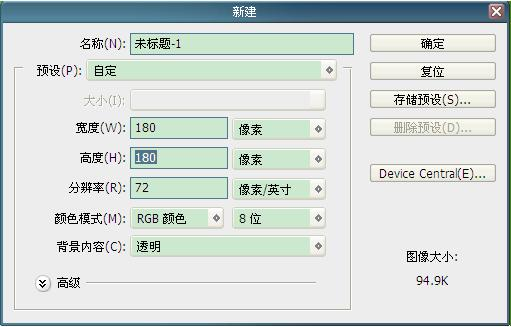 新建
名称(N): 未标题-1 确定
预设(P): 自定 复位
大小(I): 存储预设(S)...
宽度(W): 180 像素 删除预设(D)...
高度(H): 180 像素
分辨率(R): 72 像素/英寸 Device Central(E)...
颜色模式(M): RGB 颜色 8 位
背景内容(C): 透明 图像大小:
高级 94.9K